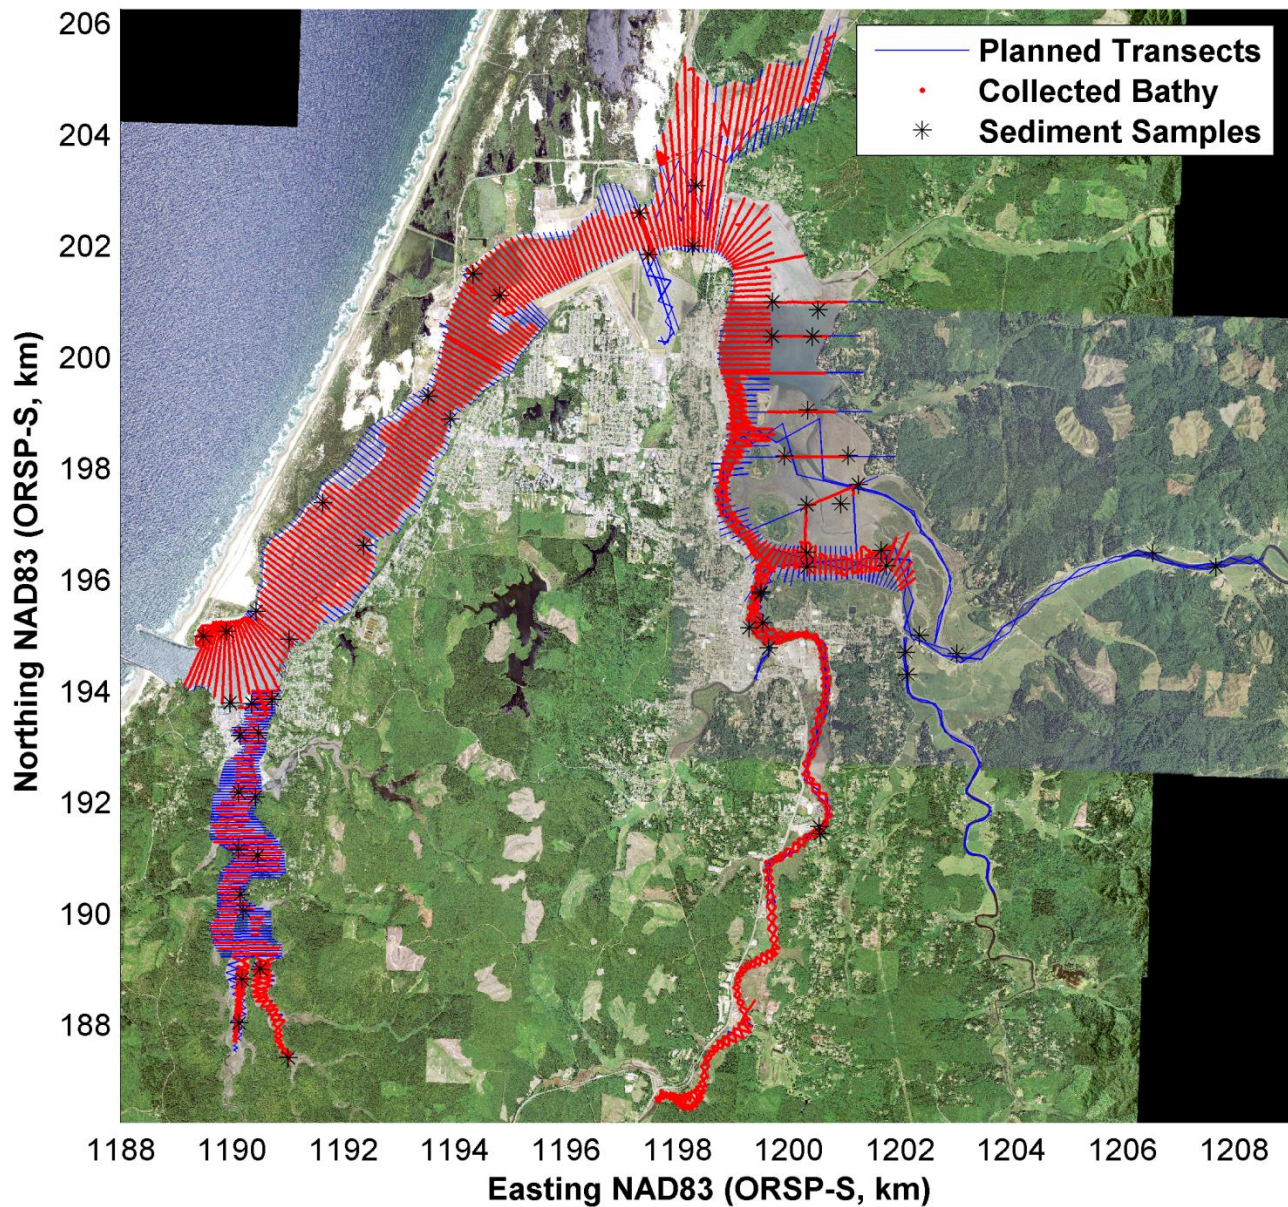 206
204
202
200
198
196
194
192
190
188
Northing NAD83 (ORSP-S, km)
Planned Transects
Collected Bathy
Sediment Samples
1188 1190 1192 1194 1196 1198 1200 1202 1204 1206 1208
Easting NAD83 (ORSP-S, km)